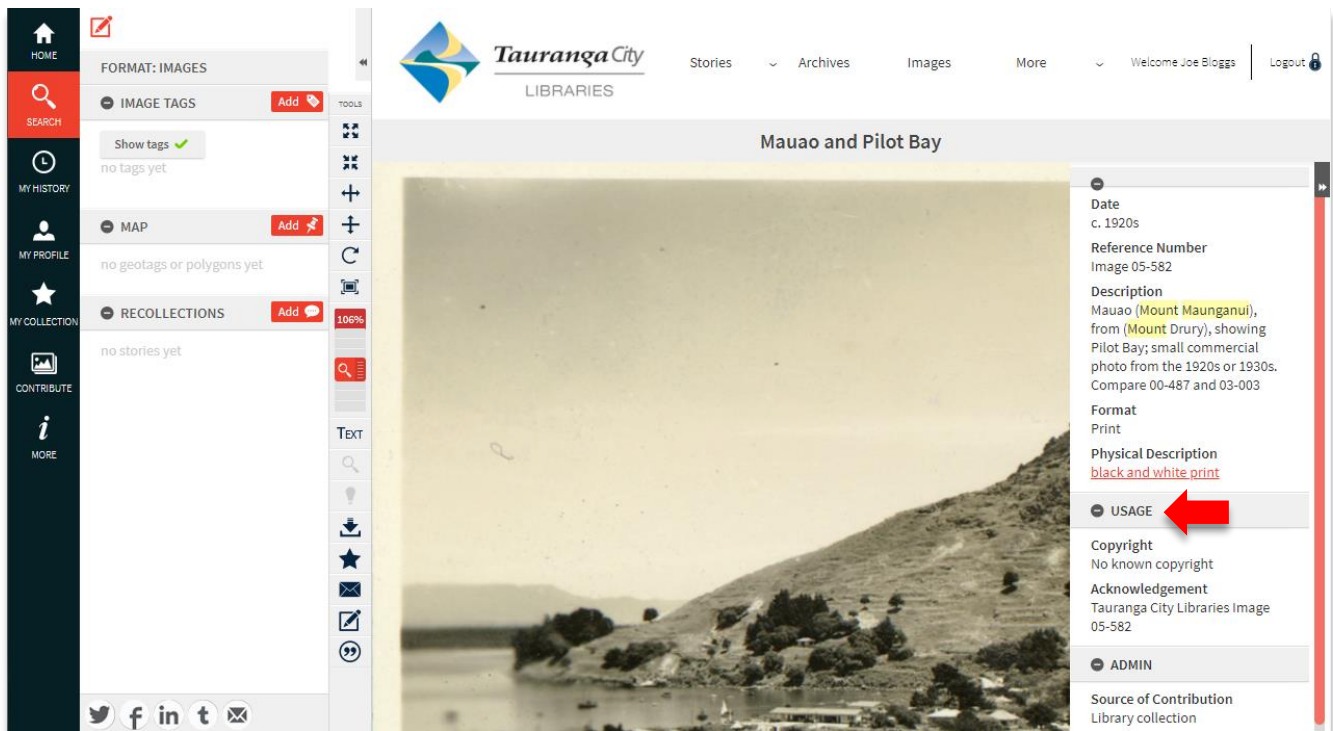 HOME
SEARCH
MY HISTORY
MY PROFILE
MY COLLECTION
CONTRIBUTE
i
MORE
FORMAT: IMAGES
IMAGE TAGS
Add
Show tags
no tags yet
MAP
Add
no geotags or polygons yet
RECOLLECTIONS
Add
no stories yet
TOOLS
106%
TEXT
Tauranga City
LIBRARIES
Stories
Archives
Images
More
Welcome Joe Bloggs
Logout
Mauao and Pilot Bay
Date
c. 1920s
Reference Number
Image 05-582
Description
Mauao (Mount Maunganui),
from (Mount Drury), showing
Pilot Bay; small commercial
photo from the 1920s or 1930s.
Compare 00-487 and 03-003
Format
Print
Physical Description
black and white print
USAGE
Copyright
No known copyright
Acknowledgement
Tauranga City Libraries Image
05-582
ADMIN
Source of Contribution
Library collection